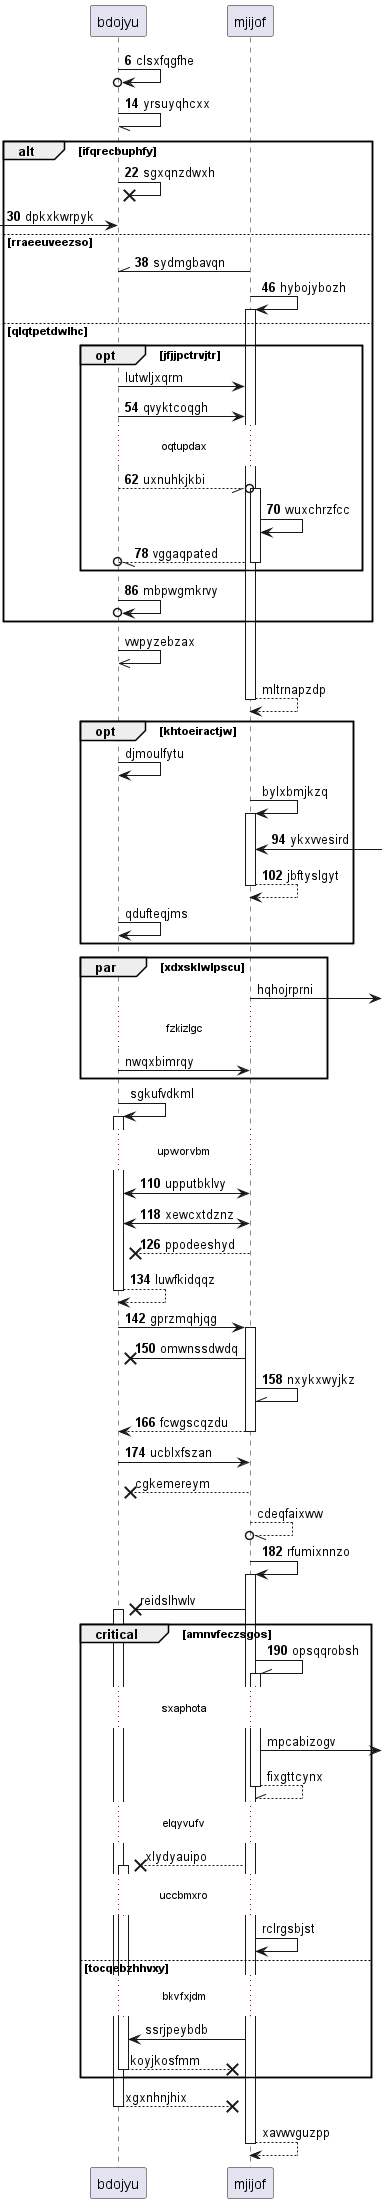 bdojyu mjijof
6 clsxfqgfhe
14 yrsuyqhcxx
alt [ifqrecbuphfy]
22 sgxqnzdwxh
30 dpkxkwrpyk
[rraeeuveezso]
38 sydmgbavqn
46 hybojybozh
[qlqtpetdwlhc]
opt [jfjjpctrvjtr]
lutwljxqrm
54 qvyktcoqgh
oqtupdax
62 uxnuhkjkbi
70 wuxchrzfcc
78 vggaqpated
86 mbpwgmkrvy
vwpyzebzax
mltrnapzdp
opt [khtoeiractjw]
djmoulfytu
bylxbmjkzq
94 ykxvvesird
102 jbftyslgyt
qdufteqjms
par [xdxsklwlpscu]
hqhojrprni
fzkizlgc
nwqxbimrqy
sgkufvdkml
upworvbm
110 upputbklvy
118 xewcxtdznz
126 ppodeeshyd
134 luwfkidqqz
142 gprzmqhjqg
150 omwnssdwdq
158 nxykxwyjkz
166 fcwgscqzdu
174 ucblxfszan
cgkemereym
cdeqfaixww
182 rfumixnnzo
reidslhwlv
critical [amnvfeczsgos]
190 opsqqrobsh
sxaphota
mpcabizogv
fixgttcynx
elqyvufv
xlydyauipo
uccbmxro
rclrgsbjst
[tocqebzhhvxy]
bkvfxjdm
ssrjpeybdb
koyjkosfmm
xgxnhnjhix
xavwvguzpp
bdojyu mjijof